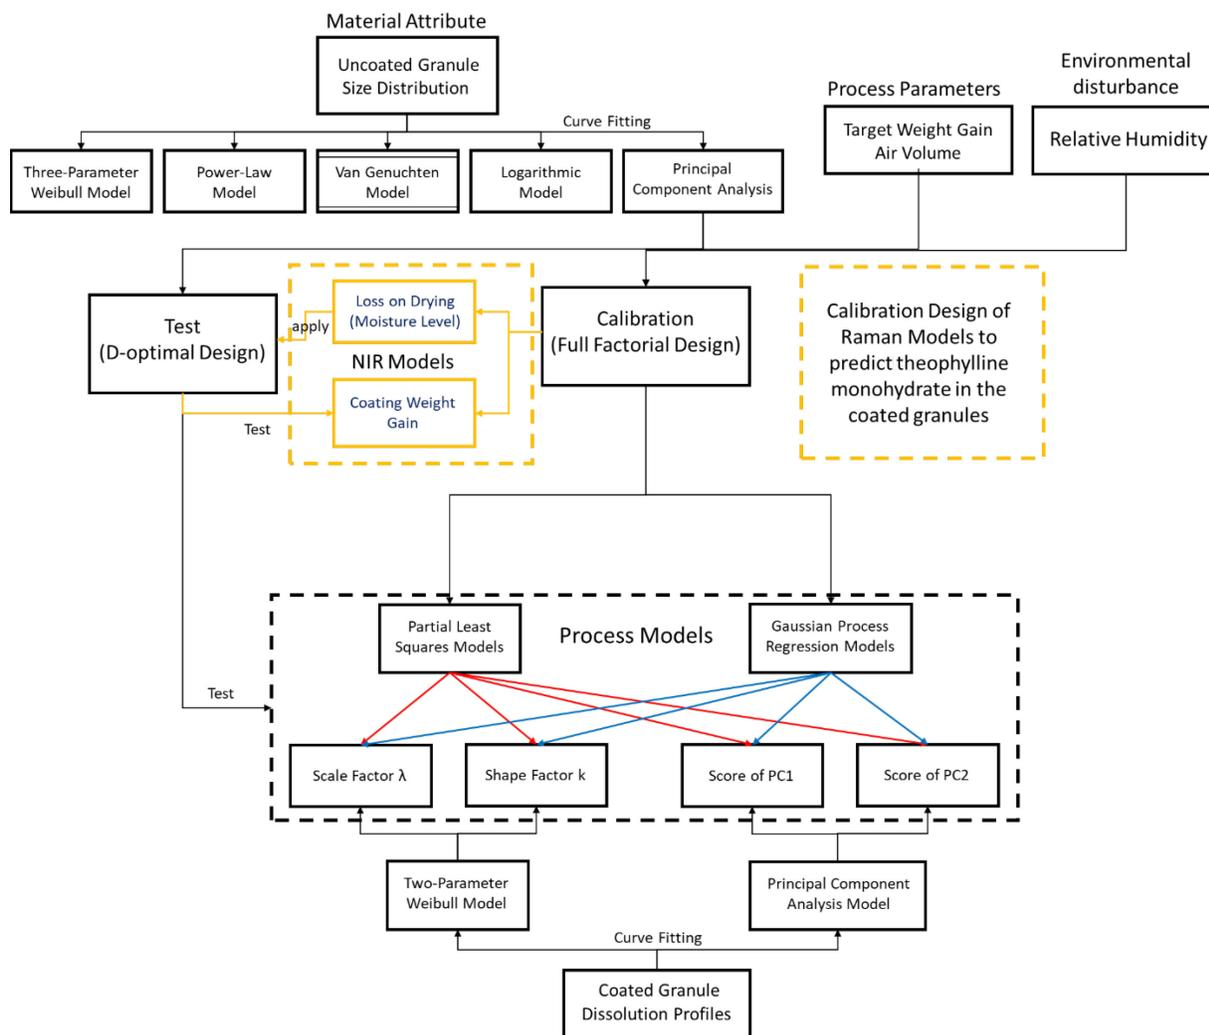 Material Attribute
Uncoated Granule
Size Distribution
Environmental
disturbance
Process Parameters
Curve Fitting
Target Weight Gain
Air Volume
Relative Humidity
Three-Parameter
Weibull Model
Power-Law
Model
Van Genuchten
Model
Logarithmic
Model
Principal
Component Analysis
Test
(D-optimal Design)
apply
Loss on Drying
(Moisture Level)
NIR Models
Coating Weight
Gain
Test
Calibration
(Full Factorial Design)
Calibration Design of
Raman Models to
predict theophylline
monohydrate in the
coated granules
Test
Partial Least
Squares Models
Process Models
Gaussian Process
Regression Models
Scale Factor λ
Shape Factor k
Score of PC1
Score of PC2
Two-Parameter
Weibull Model
Principal Component
Analysis Model
Curve Fitting
Coated Granule
Dissolution Profiles